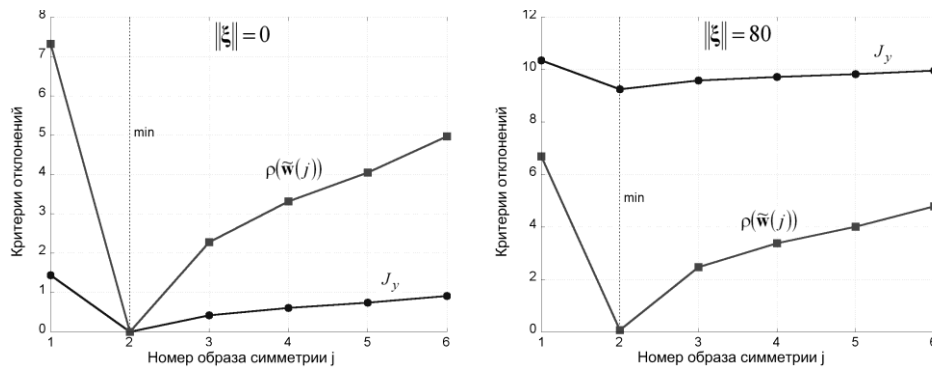 ‖ξ‖ = 0
Критерии отклонений
8
7
6
5
4
3
2
1
0
min
ρ(w̃(j))
J_y
1 2 3 4 5 6
Номер образа симметрии j
‖ξ‖ = 80
Критерии отклонений
12
10
8
6
4
2
0
J_y
min
ρ(w̃(j))
1 2 3 4 5 6
Номер образа симметрии j